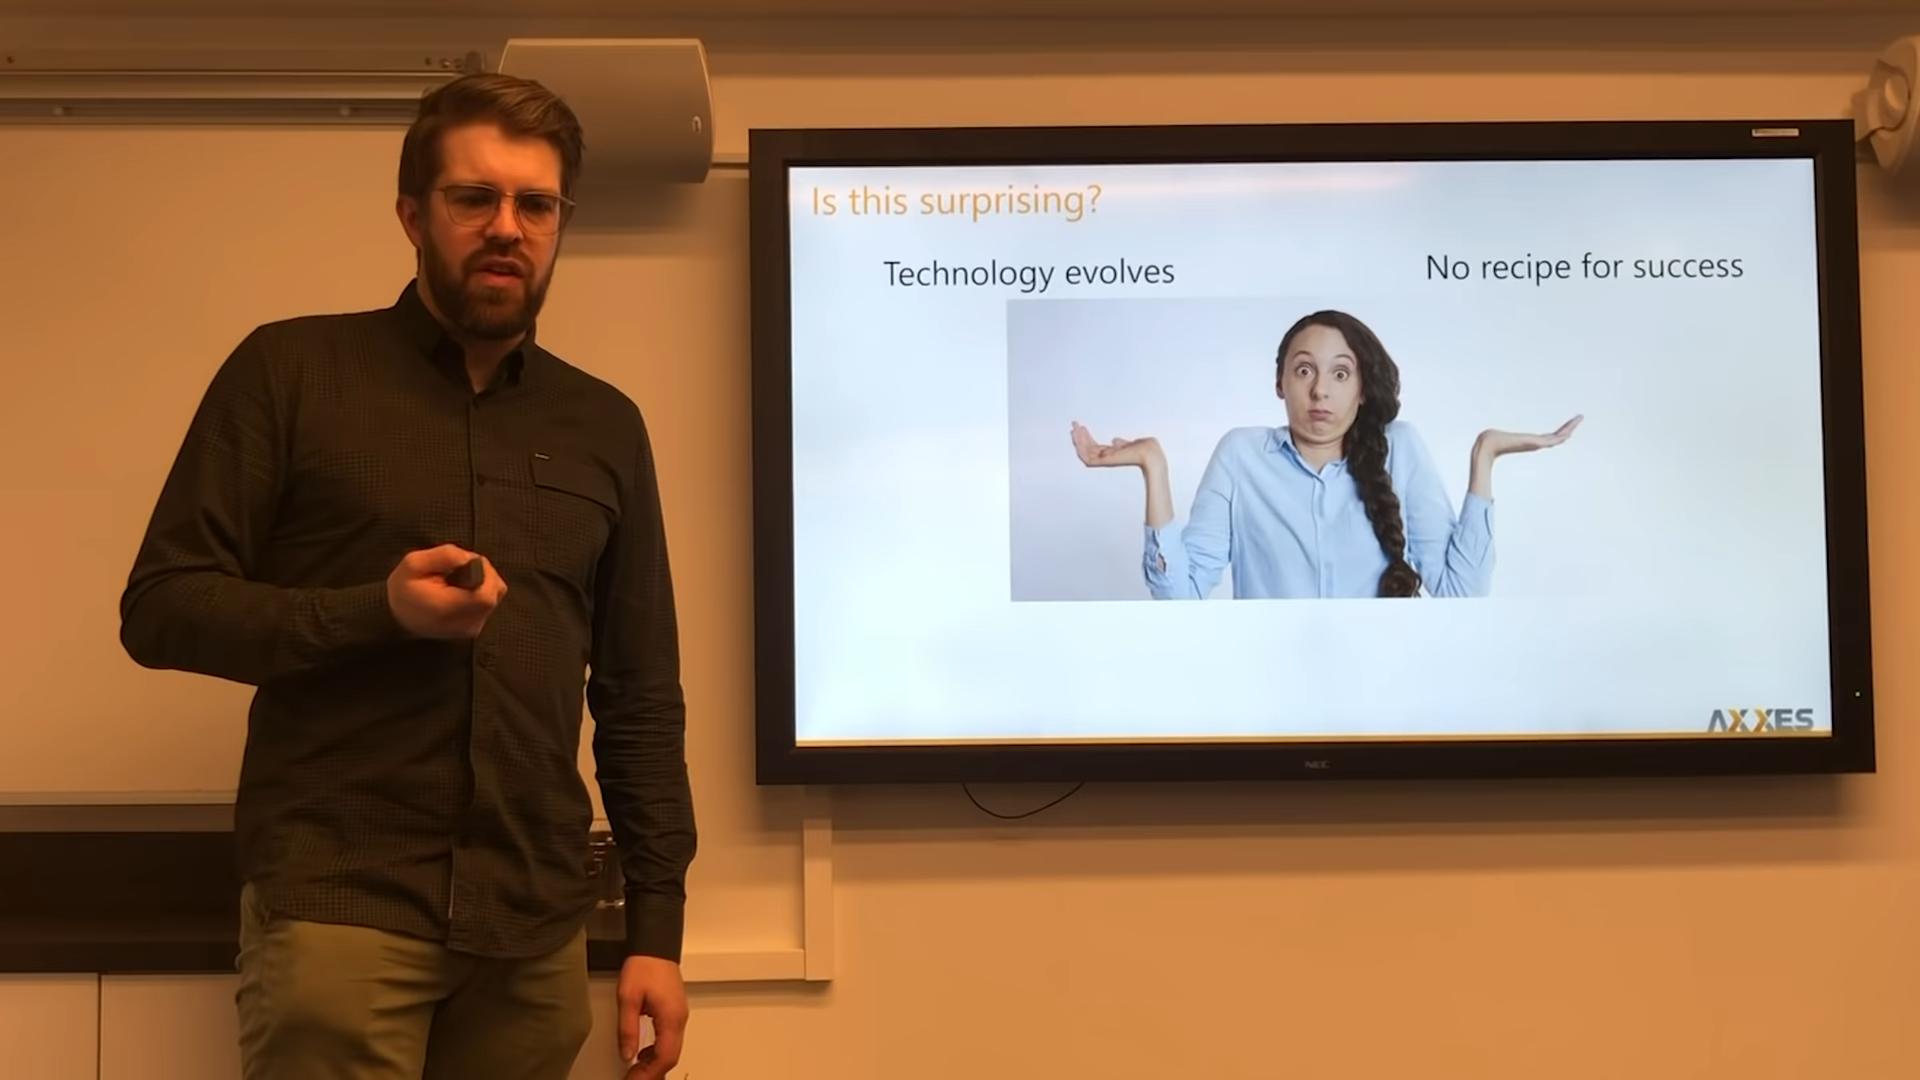 Is this surprising?
Technology evolves
No recipe for success
AXXES
NEC